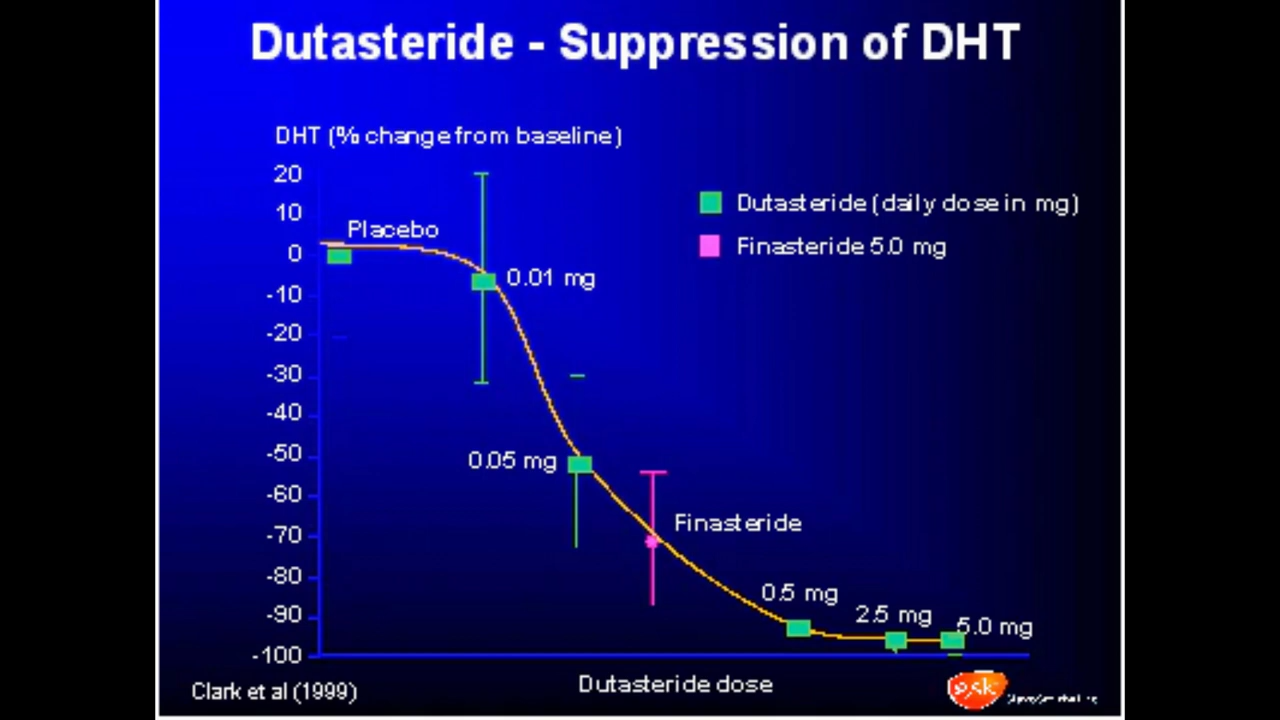 Dutasteride - Suppression of DHT
DHT (% change from baseline)
20
10
0
-10
-20
-30
-40
-50
-60
-70
-80
-90
-100
Placebo
0.01 mg
0.05 mg
Finasteride
0.5 mg
2.5 mg
5.0 mg
Dutasteride (daily dose in mg)
Finasteride 5.0 mg
Dutasteride dose
Clark et al (1999)
gsk